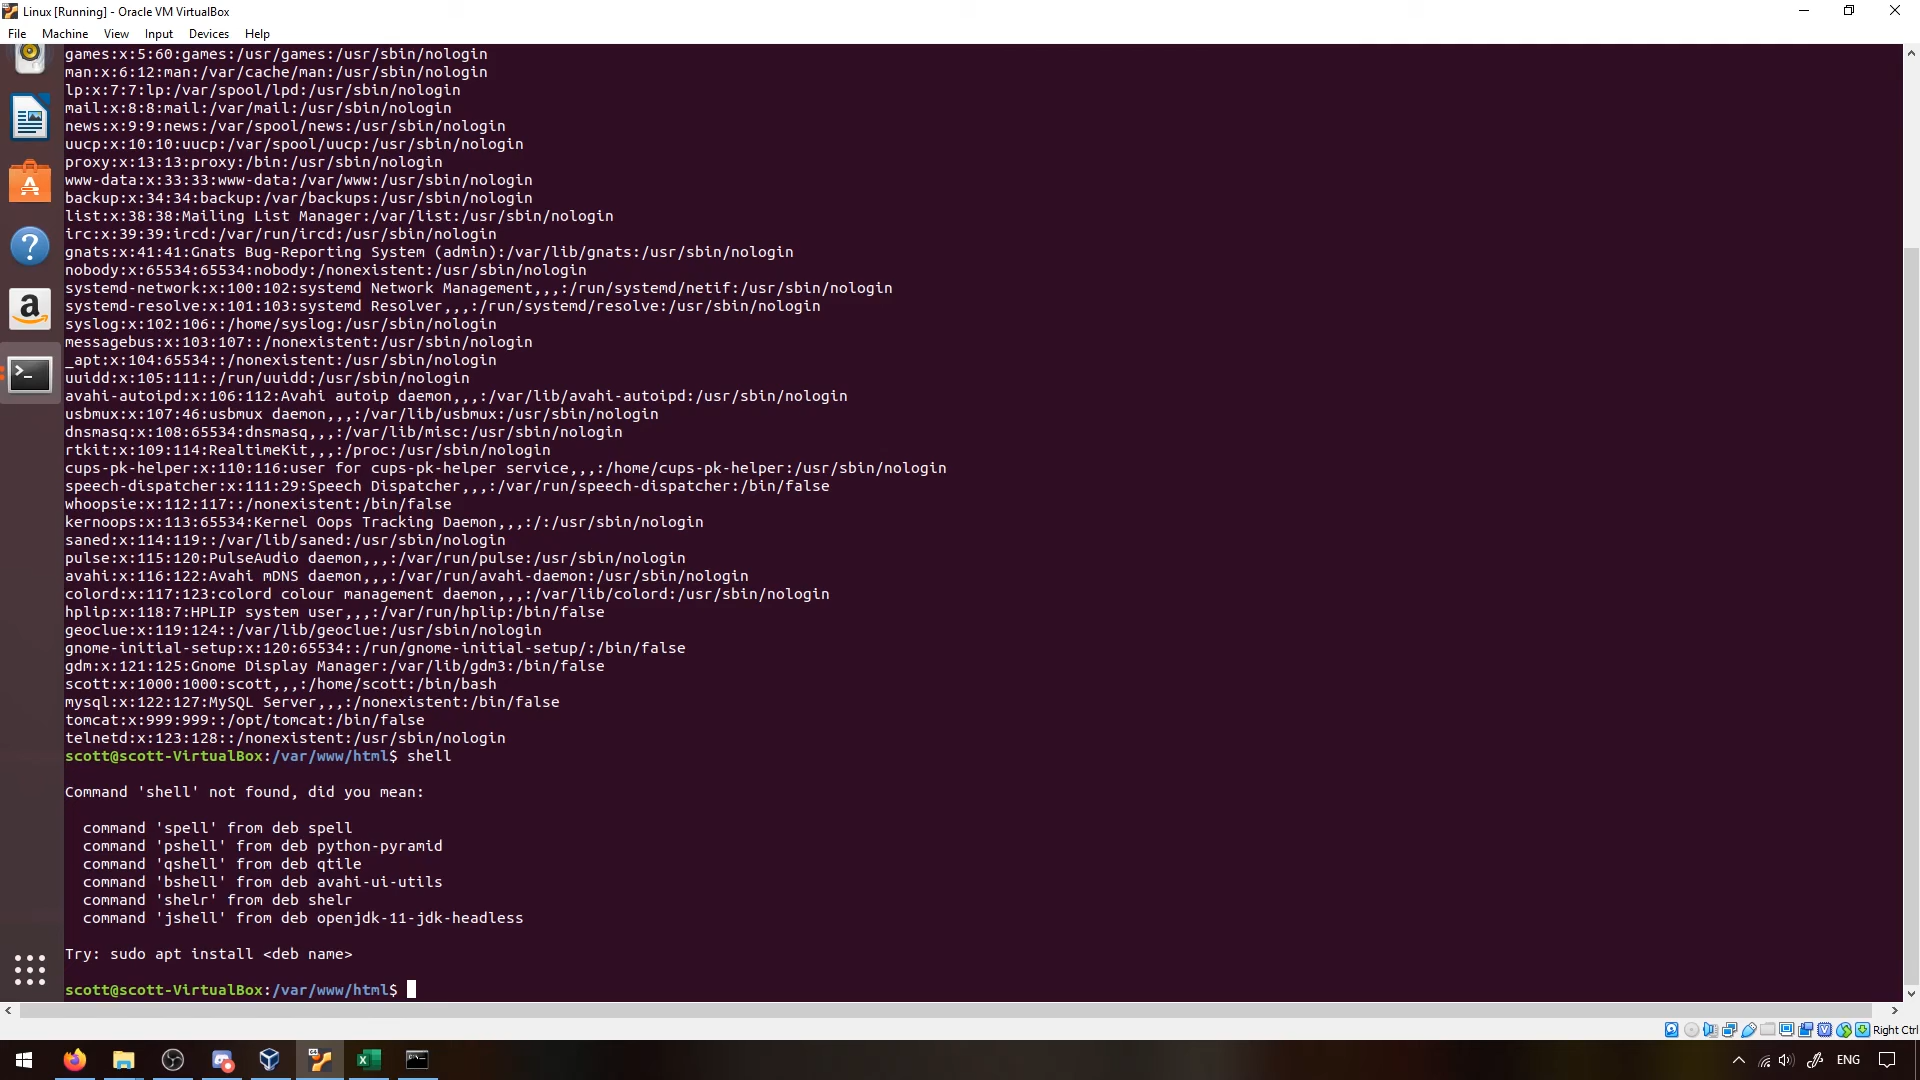 Linux [Running] - Oracle VM VirtualBox
File Machine View Input Devices Help
games:x:5:60:games:/usr/games:/usr/sbin/nologin
man:x:6:12:man:/var/cache/man:/usr/sbin/nologin
lp:x:7:7:lp:/var/spool/lpd:/usr/sbin/nologin
mail:x:8:8:mail:/var/mail:/usr/sbin/nologin
news:x:9:9:news:/var/spool/news:/usr/sbin/nologin
uucp:x:10:10:uucp:/var/spool/uucp:/usr/sbin/nologin
proxy:x:13:13:proxy:/bin:/usr/sbin/nologin
www-data:x:33:33:www-data:/var/www:/usr/sbin/nologin
backup:x:34:34:backup:/var/backups:/usr/sbin/nologin
list:x:38:38:Mailing List Manager:/var/list:/usr/sbin/nologin
irc:x:39:39:ircd:/var/run/ircd:/usr/sbin/nologin
gnats:x:41:41:Gnats Bug-Reporting System (admin):/var/lib/gnats:/usr/sbin/nologin
nobody:x:65534:65534:nobody:/nonexistent:/usr/sbin/nologin
systemd-network:x:100:102:systemd Network Management,,,:/run/systemd/netif:/usr/sbin/nologin
systemd-resolve:x:101:103:systemd Resolver,,,:/run/systemd/resolve:/usr/sbin/nologin
syslog:x:102:106::/home/syslog:/usr/sbin/nologin
messagebus:x:103:107::/nonexistent:/usr/sbin/nologin
_apt:x:104:65534::/nonexistent:/usr/sbin/nologin
uuidd:x:105:111::/run/uuidd:/usr/sbin/nologin
avahi-autoipd:x:106:112:Avahi autoip daemon,,,:/var/lib/avahi-autoipd:/usr/sbin/nologin
usbmux:x:107:46:usbmux daemon,,,:/var/lib/usbmux:/usr/sbin/nologin
dnsmasq:x:108:65534:dnsmasq,,,:/var/lib/misc:/usr/sbin/nologin
rtkit:x:109:114:RealtimeKit,,,:/proc:/usr/sbin/nologin
cups-pk-helper:x:110:116:user for cups-pk-helper service,,,:/home/cups-pk-helper:/usr/sbin/nologin
speech-dispatcher:x:111:29:Speech Dispatcher,,,:/var/run/speech-dispatcher:/bin/false
whoopsie:x:112:117::/nonexistent:/bin/false
kernoops:x:113:65534:Kernel Oops Tracking Daemon,,,:/:/usr/sbin/nologin
saned:x:114:119::/var/lib/saned:/usr/sbin/nologin
pulse:x:115:120:PulseAudio daemon,,,:/var/run/pulse:/usr/sbin/nologin
avahi:x:116:122:Avahi mDNS daemon,,,:/var/run/avahi-daemon:/usr/sbin/nologin
colord:x:117:123:colord colour management daemon,,,:/var/lib/colord:/usr/sbin/nologin
hplip:x:118:7:HPLIP system user,,,:/var/run/hplip:/bin/false
geoclue:x:119:124::/var/lib/geoclue:/usr/sbin/nologin
gnome-initial-setup:x:120:65534::/run/gnome-initial-setup/:/bin/false
gdm:x:121:125:Gnome Display Manager:/var/lib/gdm3:/bin/false
scott:x:1000:1000:scott,,,:/home/scott:/bin/bash
mysql:x:122:127:MySQL Server,,,:/nonexistent:/bin/false
tomcat:x:999:999::/opt/tomcat:/bin/false
telnetd:x:123:128::/nonexistent:/usr/sbin/nologin
scott@scott-VirtualBox:/var/www/html$ shell
Command 'shell' not found, did you mean:
command 'spell' from deb spell
command 'pshell' from deb python-pyramid
command 'qshell' from deb qtile
command 'bshell' from deb avahi-ui-utils
command 'shelr' from deb shelr
command 'jshell' from deb openjdk-11-jdk-headless
Try: sudo apt install <deb name>
scott@scott-VirtualBox:/var/www/html$
Right Ctrl
ENG